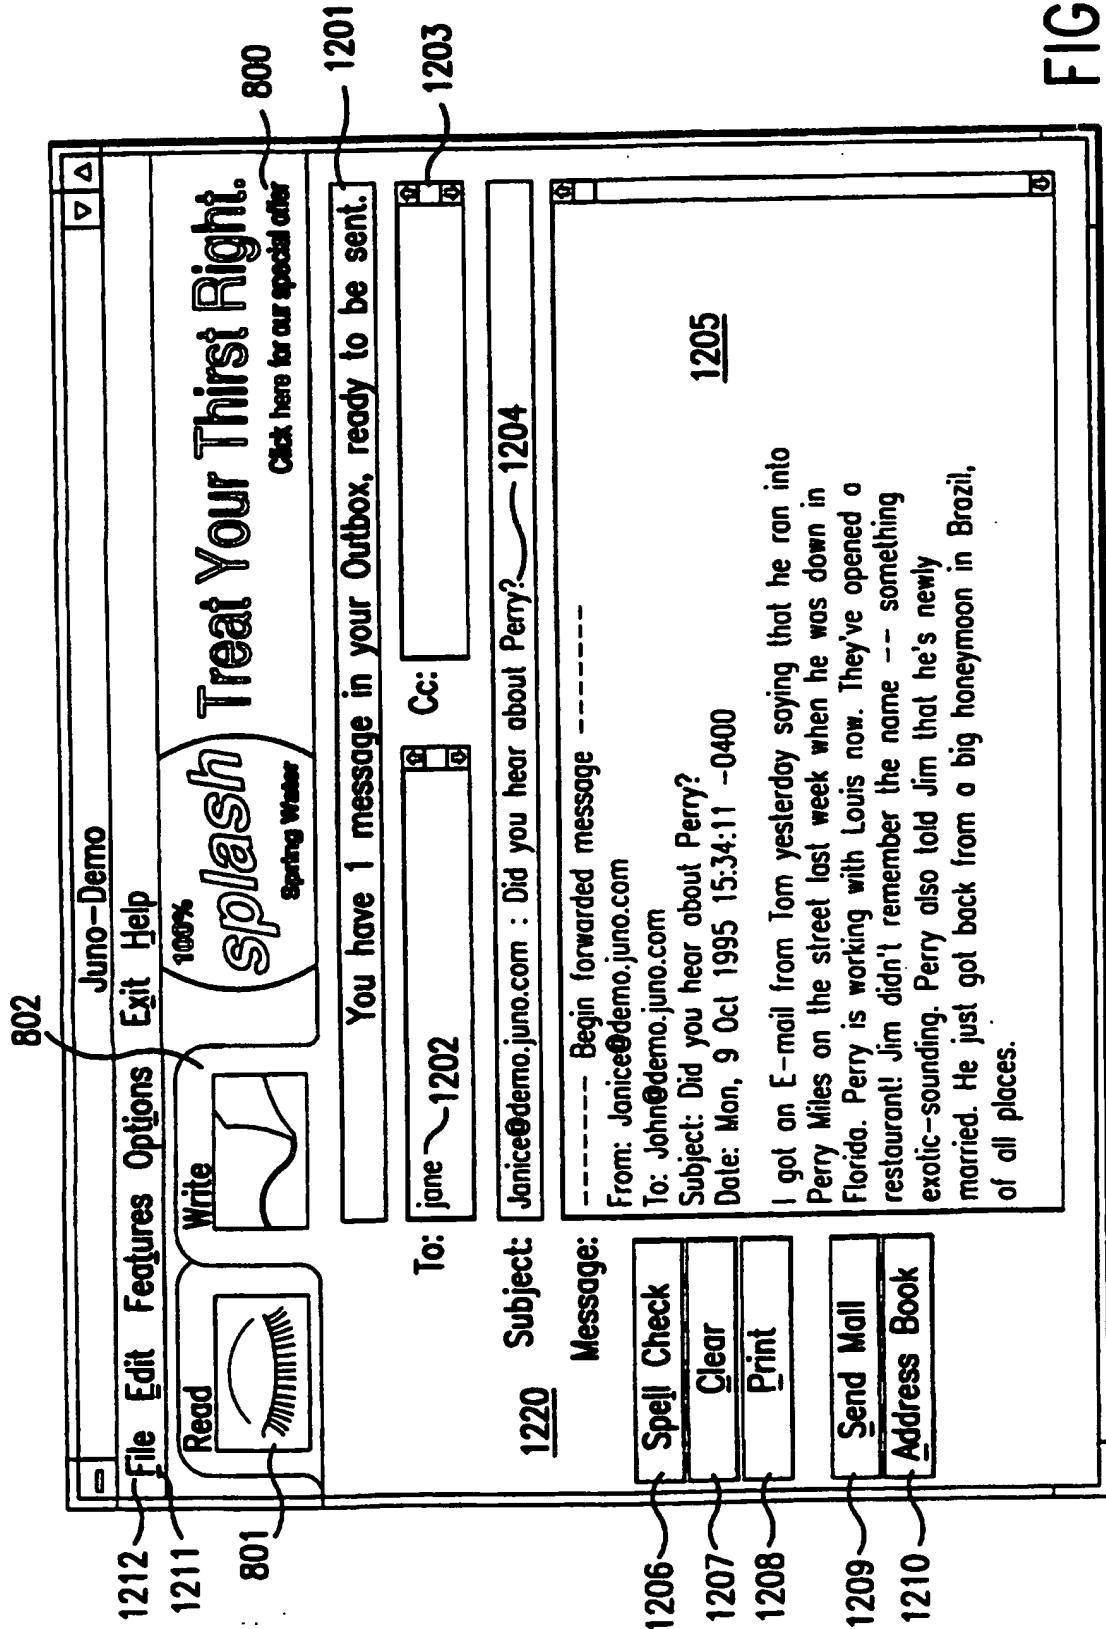 Juno-Demo
File Edit Features Options Exit Help
1212
1211
802
Read
Write
801
100%
splash
Spring Water
Treat Your Thirst Right.
Click here for our special offer
800
You have 1 message in your Outbox, ready to be sent.
1201
To: jane
1202
Cc:
1203
Subject: Janice@demo.juno.com : Did you hear about Perry?
1204
Message:
1220
------ Begin forwarded message -------
From: Janice@demo.juno.com
To: John@demo.juno.com
Subject: Did you hear about Perry?
Date: Mon, 9 Oct 1995 15:34:11 -0400
1205
I got an E-mail from Tom yesterday saying that he ran into
Perry Miles on the street last week when he was down in
Florida. Perry is working with Louis now. They've opened a
restaurant! Jim didn't remember the name -- something
exotic-sounding. Perry also told Jim that he's newly
married. He just got back from a big honeymoon in Brazil,
of all places.
1206
Spell Check
1207
Clear
1208
Print
1209
Send Mail
1210
Address Book
FIG